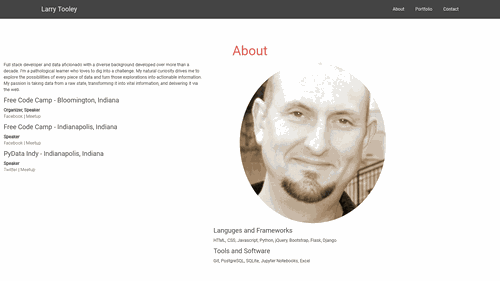 Larry Tooley
About
Portfolio
Contact
About
Full stack developer and data aficionado with a diverse background developed over more than a
decade. I'm a pathological learner who loves to dig into a challenge. My natural curiosity drives me to
explore the possibilities of every piece of data and turn those explorations into actionable information.
My passion is taking data from a raw state, transforming it into vital information, and delivering it via
the web.
Free Code Camp - Bloomington, Indiana
Organizer, Speaker
Facebook | Meetup
Free Code Camp - Indianapolis, Indiana
Speaker
Facebook | Meetup
PyData Indy - Indianapolis, Indiana
Speaker
Twitter | Meetup
Languges and Frameworks
HTML, CSS, Javascript, Python, jQuery, Bootstrap, Flask, Django
Tools and Software
Git, PostgreSQL, SQLite, Jupyter Notebooks, Excel